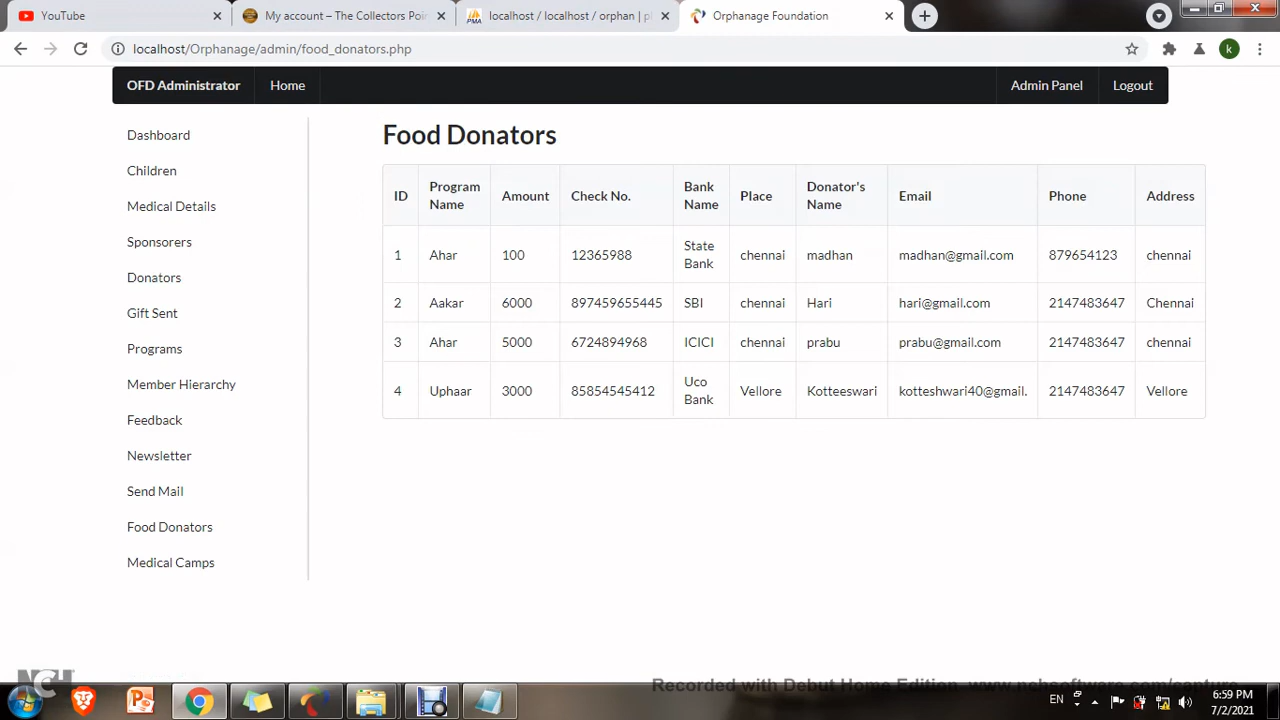 YouTube
My account – The Collectors Poin
localhost / localhost / orphan | p
Orphanage Foundation
localhost/Orphanage/admin/food_donators.php
k
OFD Administrator Home Admin Panel Logout
Dashboard
Children
Medical Details
Sponsorers
Donators
Gift Sent
Programs
Member Hierarchy
Feedback
Newsletter
Send Mail
Food Donators
Medical Camps
Food Donators
ID Program Name Amount Check No. Bank Name Place Donator's Name Email Phone Address
1 Ahar 100 12365988 State Bank chennai madhan madhan@gmail.com 879654123 chennai
2 Aakar 6000 897459655445 SBI chennai Hari hari@gmail.com 2147483647 Chennai
3 Ahar 5000 6724894968 ICICI chennai prabu prabu@gmail.com 2147483647 chennai
4 Uphaar 3000 85854545412 Uco Bank Vellore Kotteeswari kotteshwari40@gmail. 2147483647 Vellore
NCH
Recorded with Debut Home Edition www.nchsoftware.com/capture
EN
6:59 PM
7/2/2021